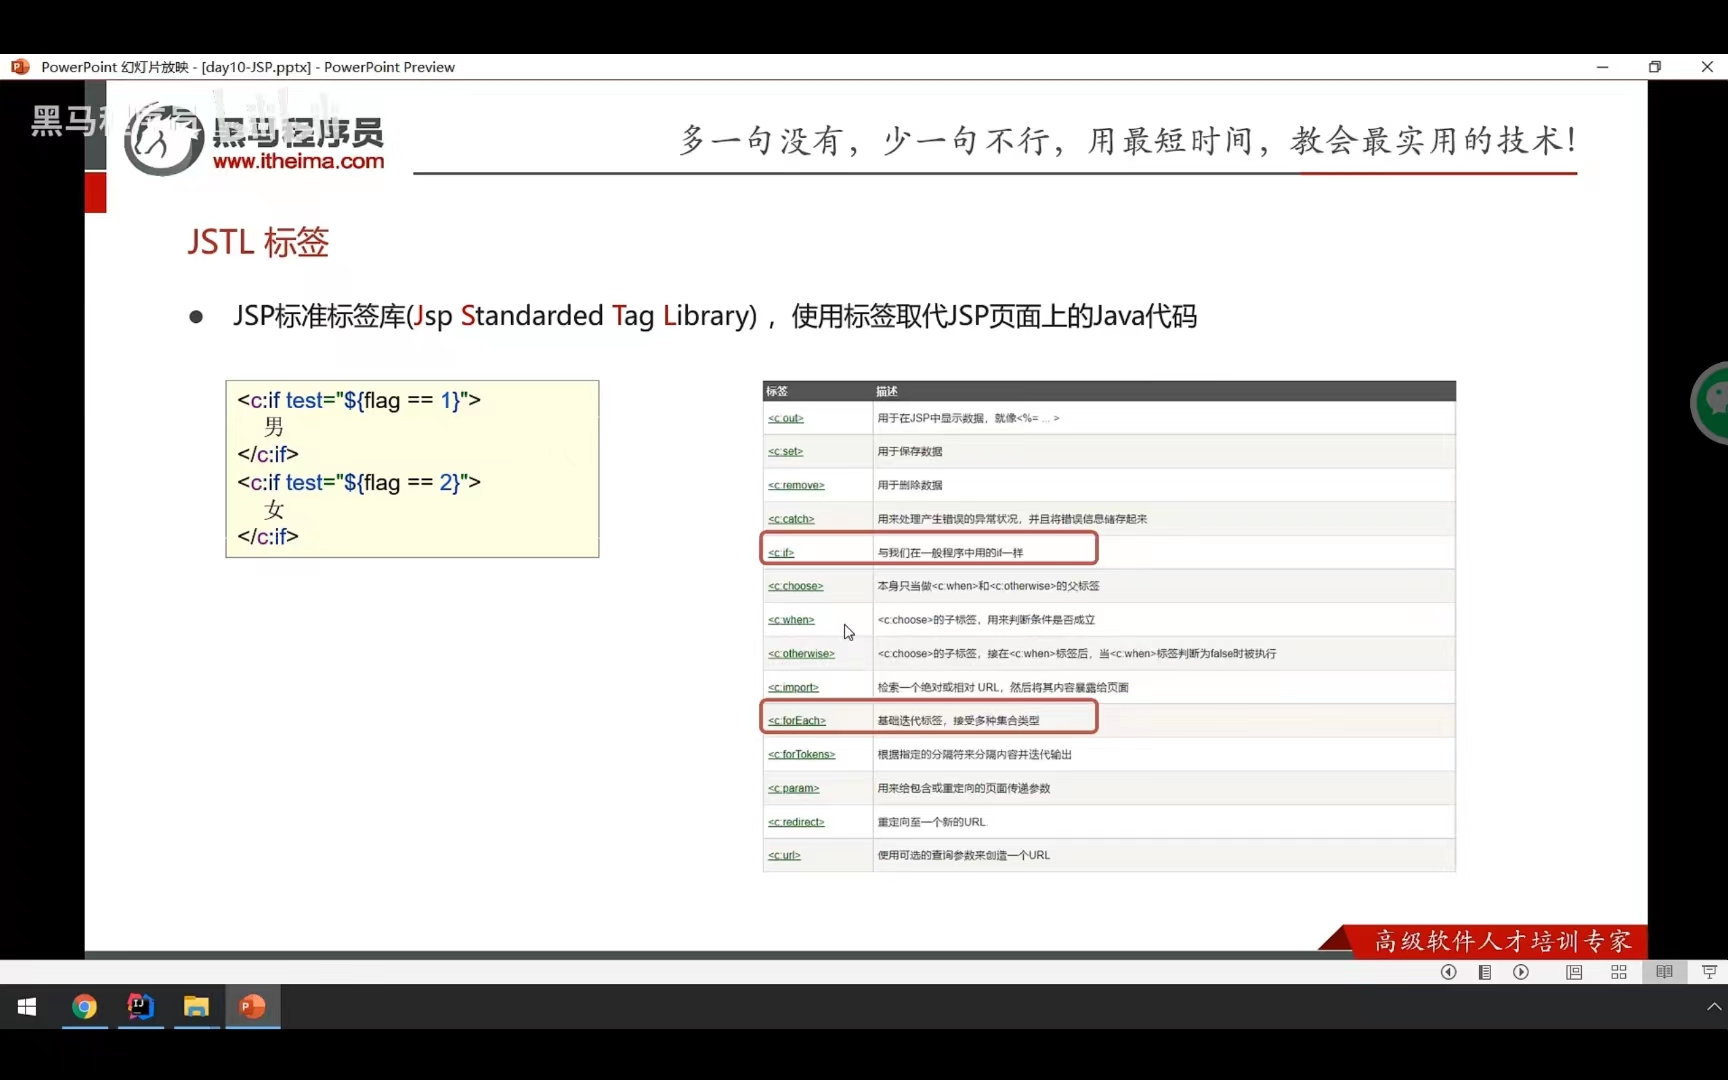 PowerPoint 幻灯片放映 - [day10-JSP.pptx] - PowerPoint Preview
黑马程序员
www.itheima.com
多一句没有，少一句不行，用最短时间，教会最实用的技术！
JSTL 标签
● JSP标准标签库(Jsp Standarded Tag Library) ，使用标签取代JSP页面上的Java代码
<c:if test="${flag == 1}">
男
</c:if>
<c:if test="${flag == 2}">
女
</c:if>
标签 描述
<c:out> 用于在JSP中显示数据，就像<%= ... >
<c:set> 用于保存数据
<c:remove> 用于删除数据
<c:catch> 用来处理产生错误的异常状况，并且将错误信息储存起来
<c:if> 与我们在一般程序中用的if一样
<c:choose> 本身只当做<c:when>和<c:otherwise>的父标签
<c:when> <c:choose>的子标签，用来判断条件是否成立
<c:otherwise> <c:choose>的子标签，接在<c:when>标签后，当<c:when>标签判断为false时被执行
<c:import> 检索一个绝对或相对 URL，然后将其内容暴露给页面
<c:forEach> 基础迭代标签，接受多种集合类型
<c:forTokens> 根据指定的分隔符来分隔内容并迭代输出
<c:param> 用来给包含或重定向的页面传递参数
<c:redirect> 重定向至一个新的URL.
<c:url> 使用可选的查询参数来创造一个URL
高级软件人才培训专家